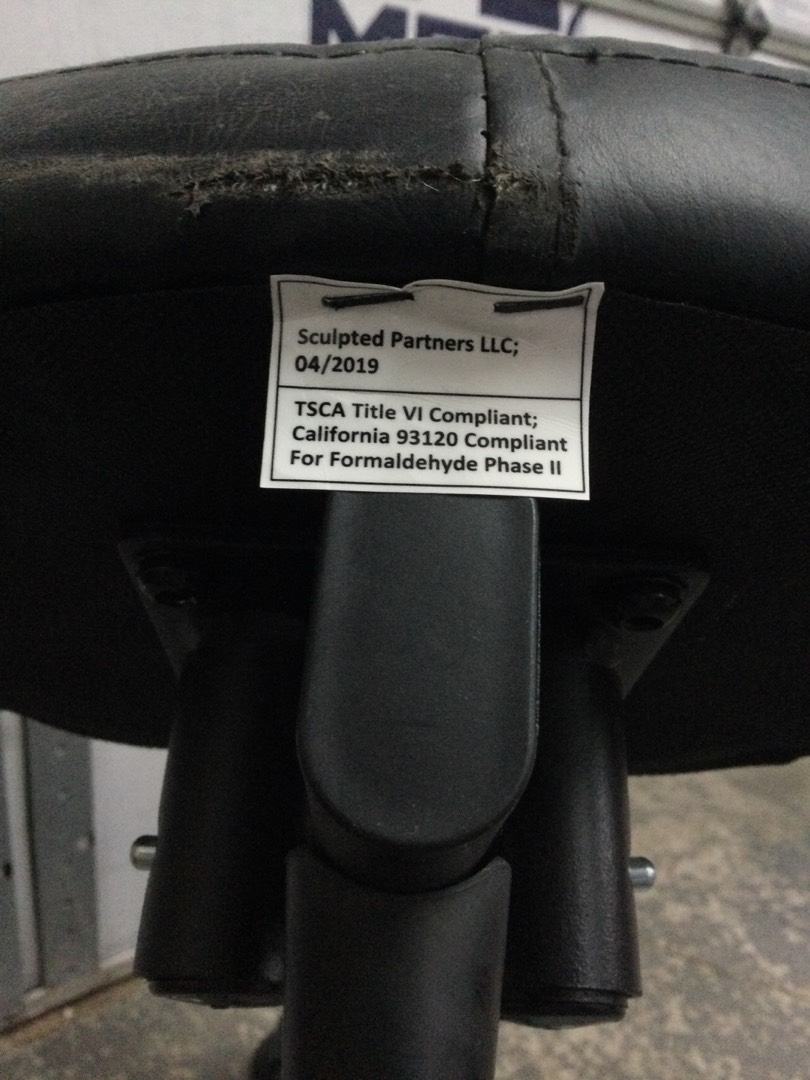 Sculpted Partners LLC;
04/2019
TSCA Title VI Compliant;
California 93120 Compliant
For Formaldehyde Phase II